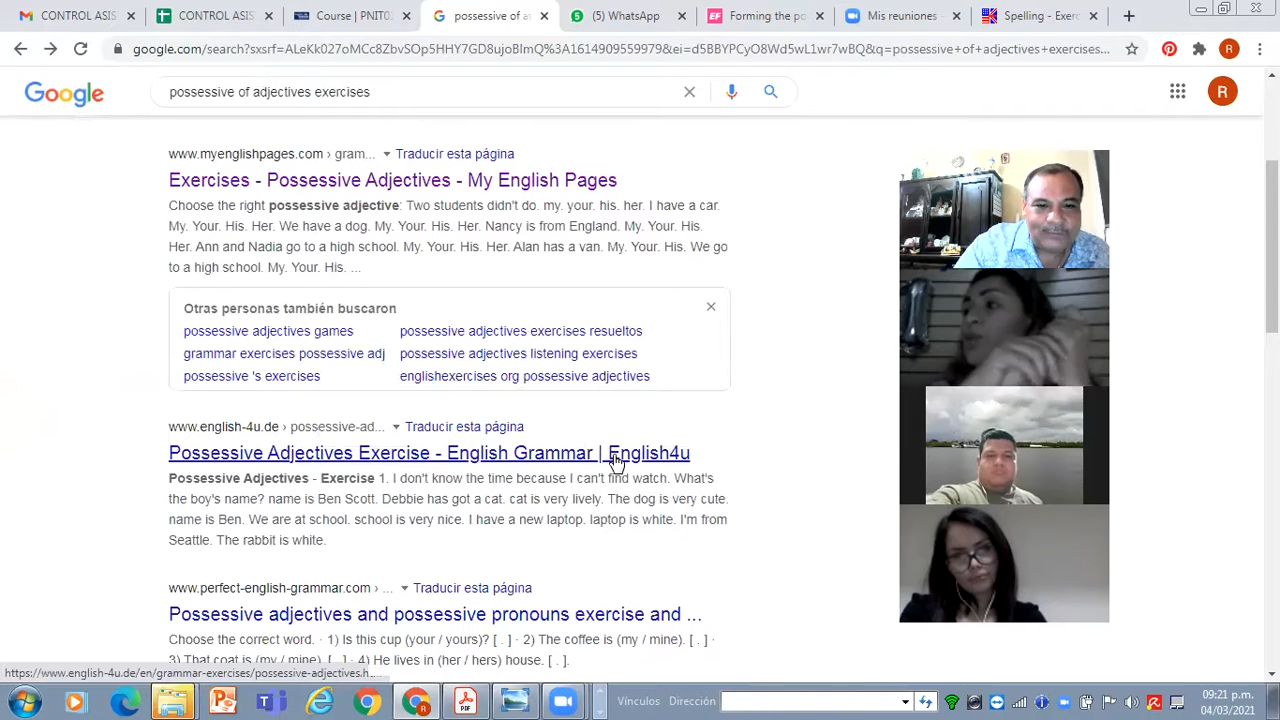 CONTROL ASIS
CONTROL ASIS
Course | PNIT0
possessive of a
(1) WhatsApp
Forming the po
Mis reuniones -
Spelling - Exerc
google.com/search?sxsrf=ALeKk027oMCc8ZbvSOp5HHY7GD8ujoBlmQ%3A1614909559979&ei=d5BBYPCyO8Wd5wLwr7wBQ&q=possessive+of+adjectives+exercises...
Google
possessive of adjectives exercises
www.myenglishpages.com › gram... Traducir esta página
Exercises - Possessive Adjectives - My English Pages
Choose the right possessive adjective: Two students didn't do. my. your. his. her. I have a car.
My. Your. His. Her. We have a dog. My. Your. His. Her. Nancy is from England. My. Your. His.
Her. Ann and Nadia go to a high school. My. Your. His. Her. Alan has a van. My. Your. His. We go
to a high school. My. Your. His. ...
Otras personas también buscaron
possessive adjectives games possessive adjectives exercises resueltos
grammar exercises possessive adj possessive adjectives listening exercises
possessive 's exercises englishexercises org possessive adjectives
www.english-4u.de › possessive-ad... Traducir esta página
Possessive Adjectives Exercise - English Grammar | English4u
Possessive Adjectives - Exercise 1. I don't know the time because I can't find watch. What's
the boy's name? name is Ben Scott. Debbie has got a cat. cat is very lively. The dog is very cute.
name is Ben. We are at school. school is very nice. I have a new laptop. laptop is white. I'm from
Seattle. The rabbit is white.
www.perfect-english-grammar.com › ... Traducir esta página
Possessive adjectives and possessive pronouns exercise and ...
Choose the correct word. · 1) Is this cup (your / yours)? [ . ] · 2) The coffee is (my / mine). [ . ] ·
3) That coat is (my / mine). [ . ] · 4) He lives in (her / hers) house. [ . ].
https://www.english-4u.de/en/grammar-exercises/possessive-adjectives.h...
Vínculos Dirección
09:21 p.m.
04/03/2021